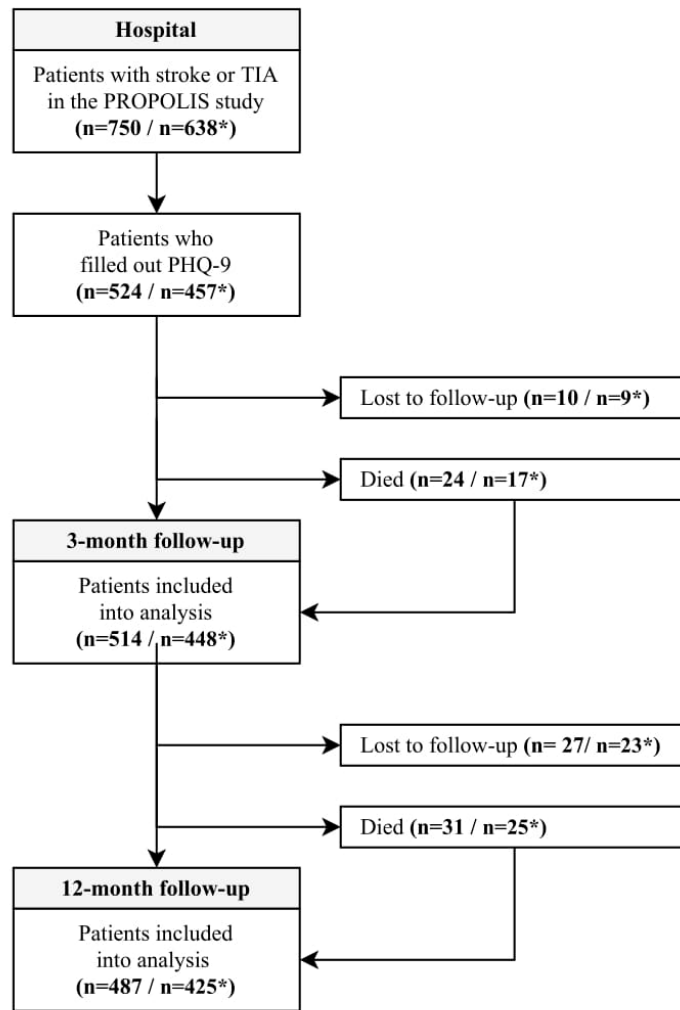 Hospital
Patients with stroke or TIA
in the PROPOLIS study
(n=750 / n=638*)
Patients who
filled out PHQ-9
(n=524 / n=457*)
Lost to follow-up (n=10 / n=9*)
Died (n=24 / n=17*)
3-month follow-up
Patients included
into analysis
(n=514 / n=448*)
Lost to follow-up (n= 27/ n=23*)
Died (n=31 / n=25*)
12-month follow-up
Patients included
into analysis
(n=487 / n=425*)